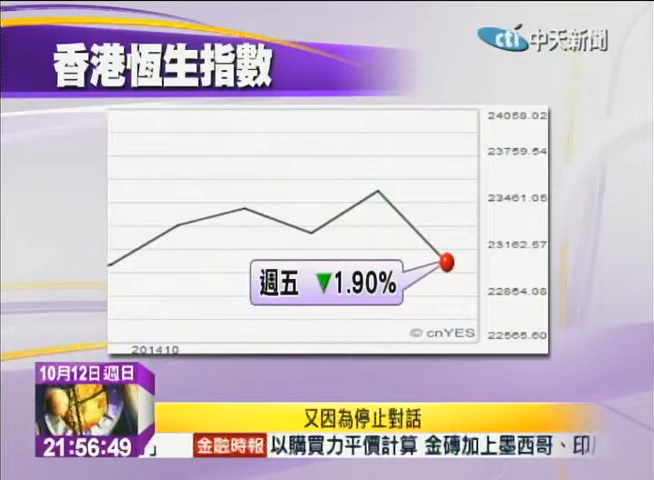 香港恆生指數
cti 中天新聞
24058.02
23759.54
23461.05
23162.57
22864.08
22565.60
週五 ▼1.90%
© cnYES
201410
10月12日 週日
又因為停止對話
21:56:49
金融時報 以購買力平價計算 金磚加上墨西哥、印